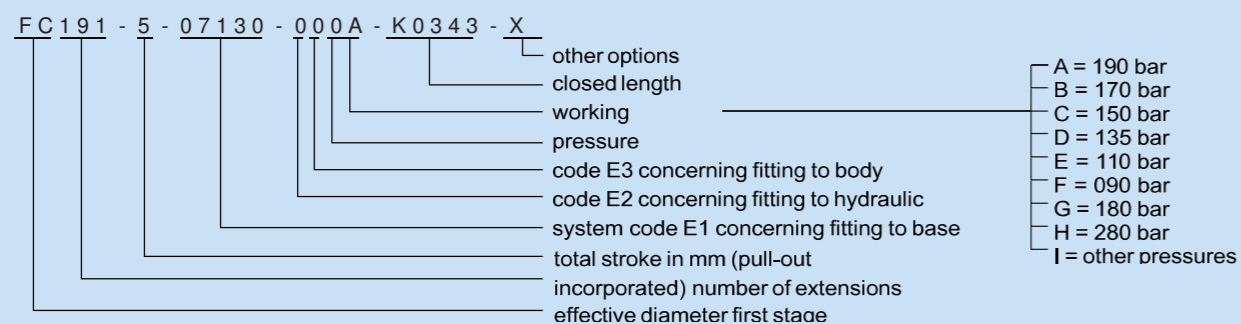 FC191-5-07130-000A-K0343-X
other options
closed length
working
pressure
code E3 concerning fitting to body
code E2 concerning fitting to hydraulic
system code E1 concerning fitting to base
total stroke in mm (pull-out
incorporated) number of extensions
effective diameter first stage
A = 190 bar
B = 170 bar
C = 150 bar
D = 135 bar
E = 110 bar
F = 090 bar
G = 180 bar
H = 280 bar
I = other pressures